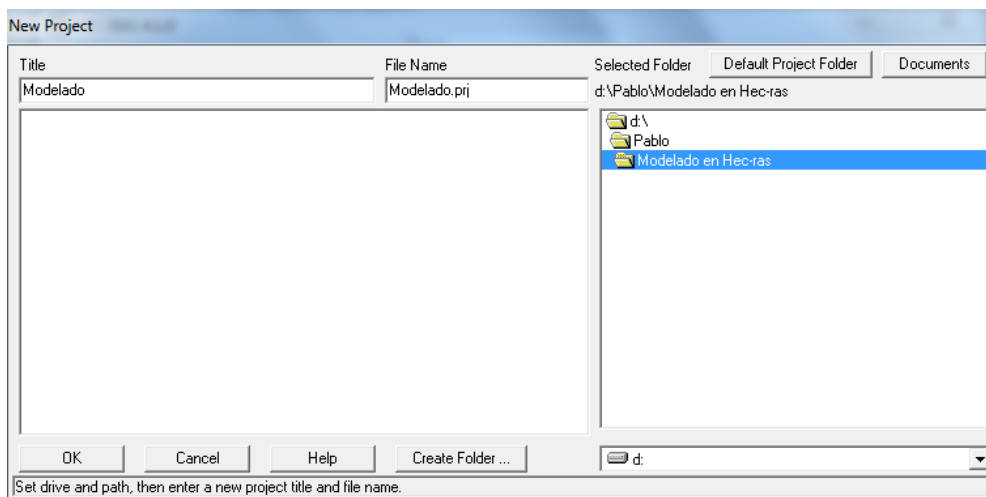 New Project
Title
File Name
Selected Folder
Default Project Folder
Documents
Modelado
Modelado.prj
d:\Pablo\Modelado en Hec-ras
d:\
Pablo
Modelado en Hec-ras
OK
Cancel
Help
Create Folder ...
d:
Set drive and path, then enter a new project title and file name.